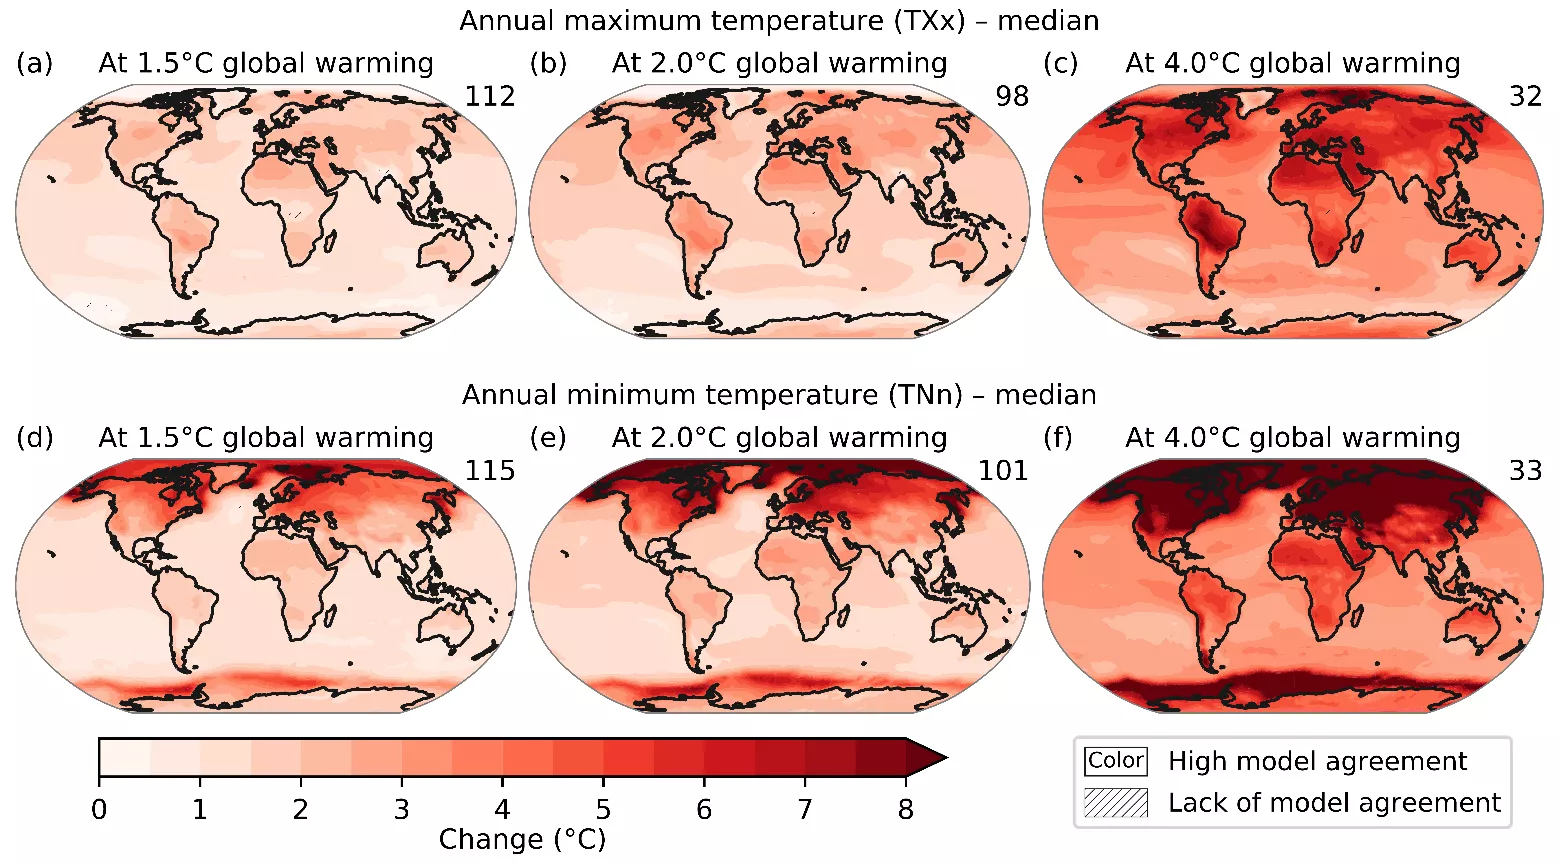 Annual maximum temperature (TXx) – median
(a) At 1.5°C global warming
112
(b) At 2.0°C global warming
98
(c) At 4.0°C global warming
32
Annual minimum temperature (TNn) – median
(d) At 1.5°C global warming
115
(e) At 2.0°C global warming
101
(f) At 4.0°C global warming
33
0 1 2 3 4 5 6 7 8
Change (°C)
Color High model agreement
Lack of model agreement